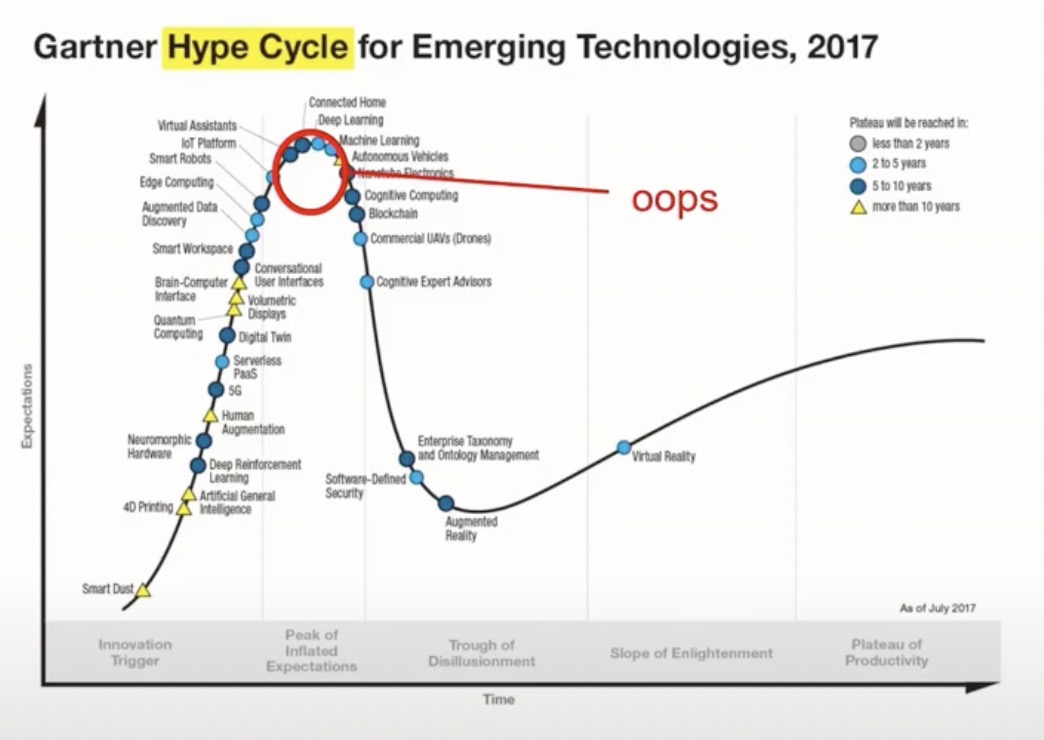 Gartner Hype Cycle for Emerging Technologies, 2017
Connected Home
Deep Learning
Virtual Assistants
Machine Learning
IoT Platform
Autonomous Vehicles
Smart Robots
Nanotube Electronics
Edge Computing
Cognitive Computing
Augmented Data
Discovery
Blockchain
Commercial UAVs (Drones)
Smart Workspace
Conversational
User Interfaces
Cognitive Expert Advisors
Brain-Computer
Interface
Volumetric
Displays
Quantum
Computing
Digital Twin
Serverless
PaaS
5G
Human
Augmentation
Neuromorphic
Hardware
Deep Reinforcement
Learning
Artificial General
Intelligence
4D Printing
Smart Dust
Enterprise Taxonomy
and Ontology Management
Software-Defined
Security
Augmented
Reality
Virtual Reality
oops
Plateau will be reached in:
less than 2 years
2 to 5 years
5 to 10 years
more than 10 years
As of July 2017
Expectations
Innovation
Trigger
Peak of
Inflated
Expectations
Trough of
Disillusionment
Slope of Enlightenment
Plateau of
Productivity
Time